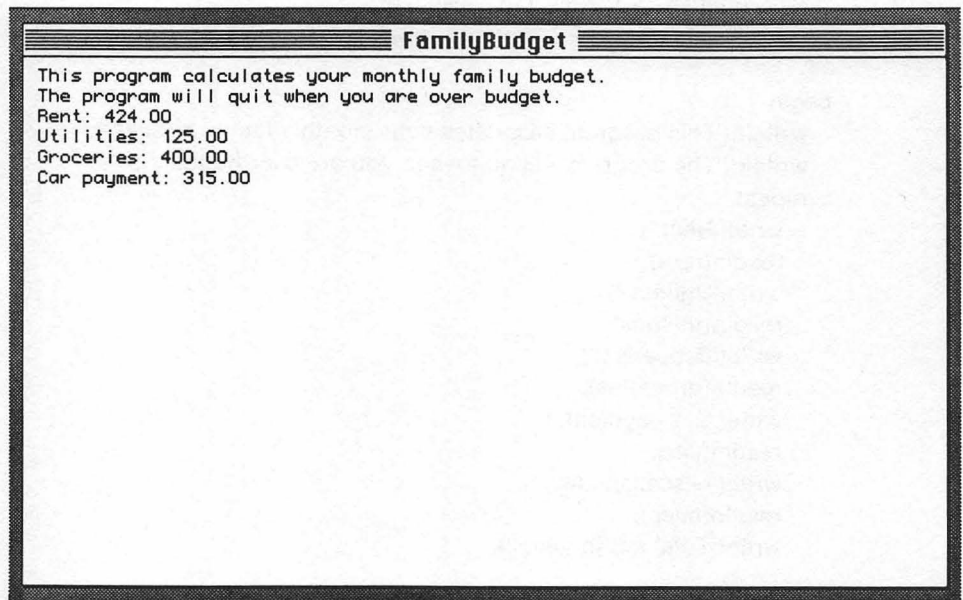 FamilyBudget
This program calculates your monthly family budget.
The program will quit when you are over budget.
Rent: 424.00
Utilities: 125.00
Groceries: 400.00
Car payment: 315.00